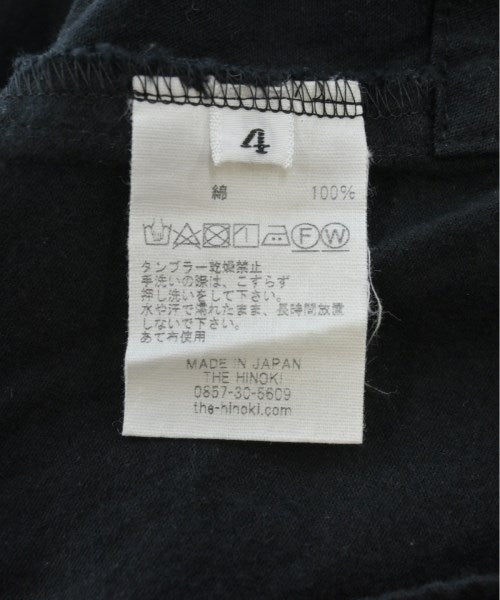 4
綿 100%
F W
タンブラー乾燥禁止
手洗いの際は、こすらず
押し洗いをして下さい。
水や汗で濡れたまま、長時間放置
しないで下さい。
あて布使用
MADE IN JAPAN
THE HINOKI
0857-30-5609
the-hinoki.com